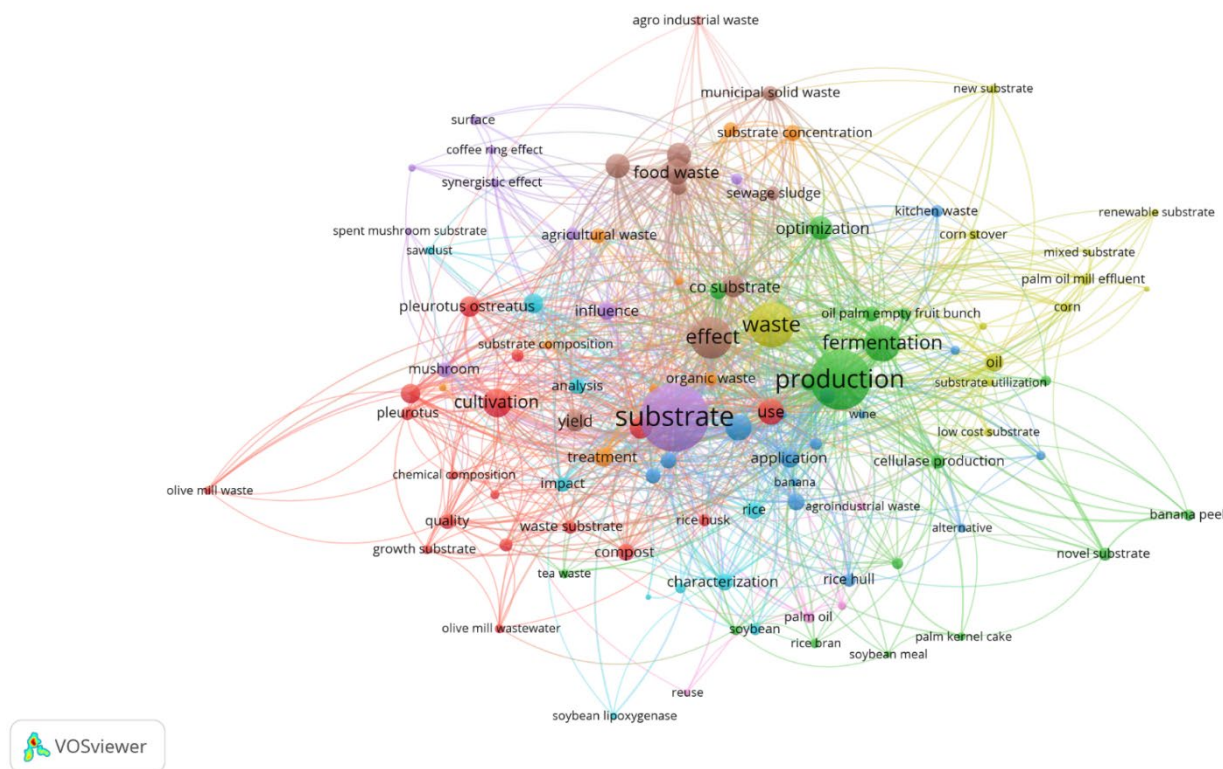 agro industrial waste
municipal solid waste
new substrate
surface
substrate concentration
coffee ring effect
food waste
synergistic effect
sewage sludge
kitchen waste
renewable substrate
spent mushroom substrate
agricultural waste
optimization
corn stover
sawdust
mixed substrate
palm oil mill effluent
co substrate
pleurotus ostreatus
influence
oil palm empty fruit bunch
corn
waste
effect
fermentation
substrate composition
mushroom
oil
analysis
organic waste
production
substrate utilization
cultivation
pleurotus
substrate
use
wine
yield
low cost substrate
treatment
application
cellulase production
chemical composition
impact
banana
olive mill waste
rice
agroindustrial waste
banana peel
quality
waste substrate
rice husk
alternative
growth substrate
compost
novel substrate
tea waste
characterization
rice hull
palm oil
olive mill wastewater
soybean
rice bran
palm kernel cake
soybean meal
reuse
soybean lipoxygenase
VOSviewer